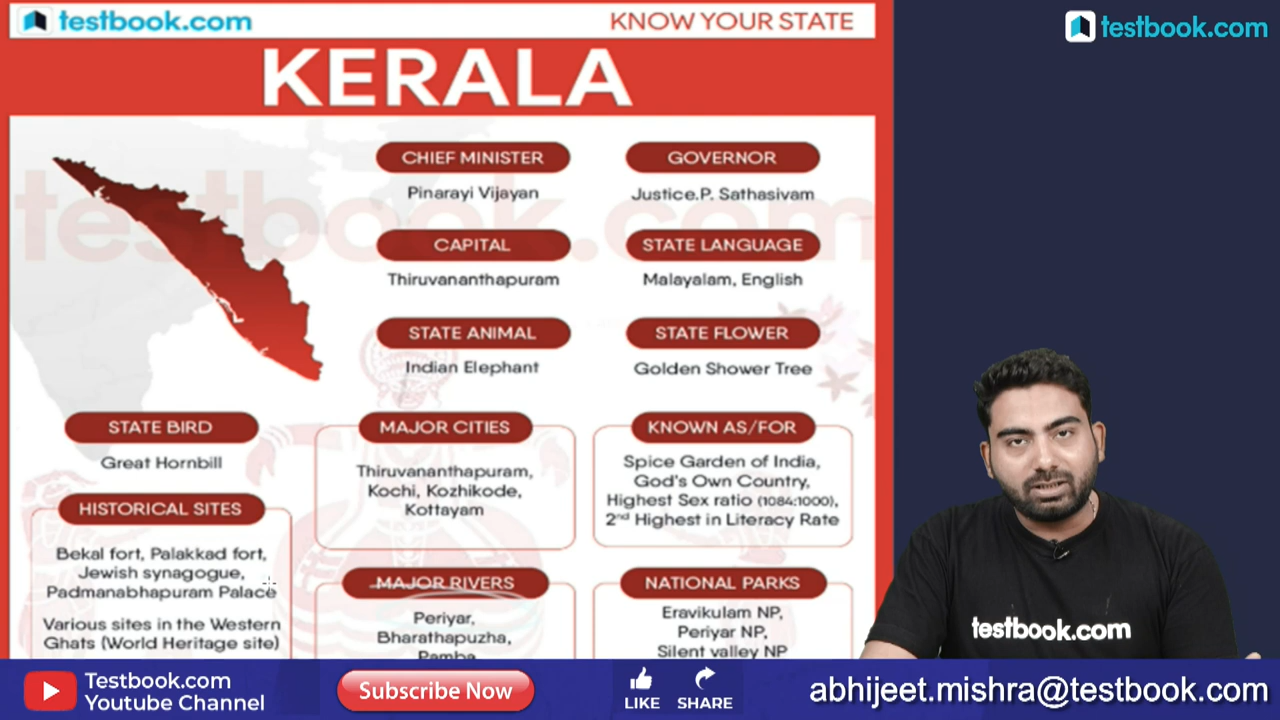 testbook.com
KNOW YOUR STATE
testbook.com
KERALA
testbook.com
CHIEF MINISTER
Pinarayi Vijayan
GOVERNOR
Justice.P. Sathasivam
CAPITAL
Thiruvananthapuram
STATE LANGUAGE
Malayalam, English
STATE ANIMAL
Indian Elephant
STATE FLOWER
Golden Shower Tree
STATE BIRD
Great Hornbill
MAJOR CITIES
Thiruvananthapuram,
Kochi, Kozhikode,
Kottayam
KNOWN AS/FOR
Spice Garden of India,
God's Own Country,
Highest Sex ratio (1084:1000),
2nd Highest in Literacy Rate
HISTORICAL SITES
Bekal fort, Palakkad fort,
Jewish synagogue,
Padmanabhapuram Palace
Various sites in the Western
Ghats (World Heritage site)
MAJOR RIVERS
Periyar,
Bharathapuzha,
Pamba
NATIONAL PARKS
Eravikulam NP,
Periyar NP,
Silent valley NP
testbook.com
Testbook.com
Youtube Channel
Subscribe Now
LIKE
SHARE
abhijeet.mishra@testbook.com